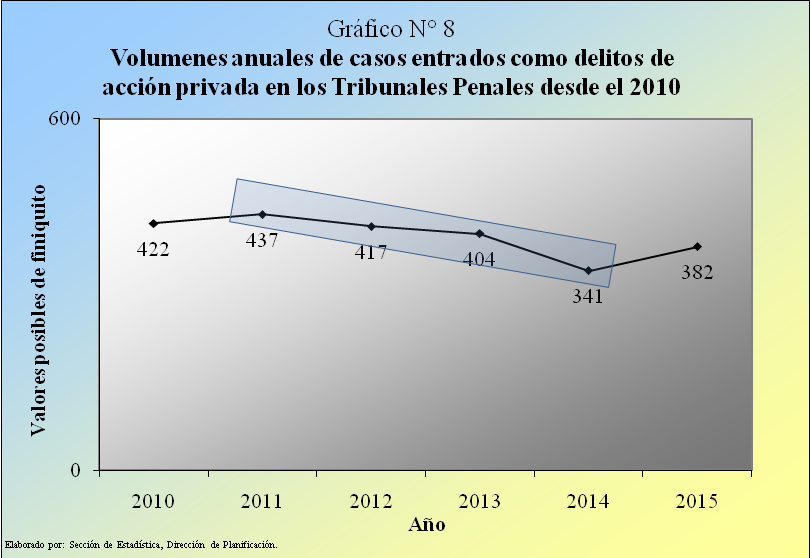 Gráfico N° 8
Volumenes anuales de casos entrados como delitos de
acción privada en los Tribunales Penales desde el 2010
600
Valores posibles de finiquito
422
437
417
404
341
382
0
2010 2011 2012 2013 2014 2015
Año
Elaborado por: Sección de Estadística, Dirección de Planificación.